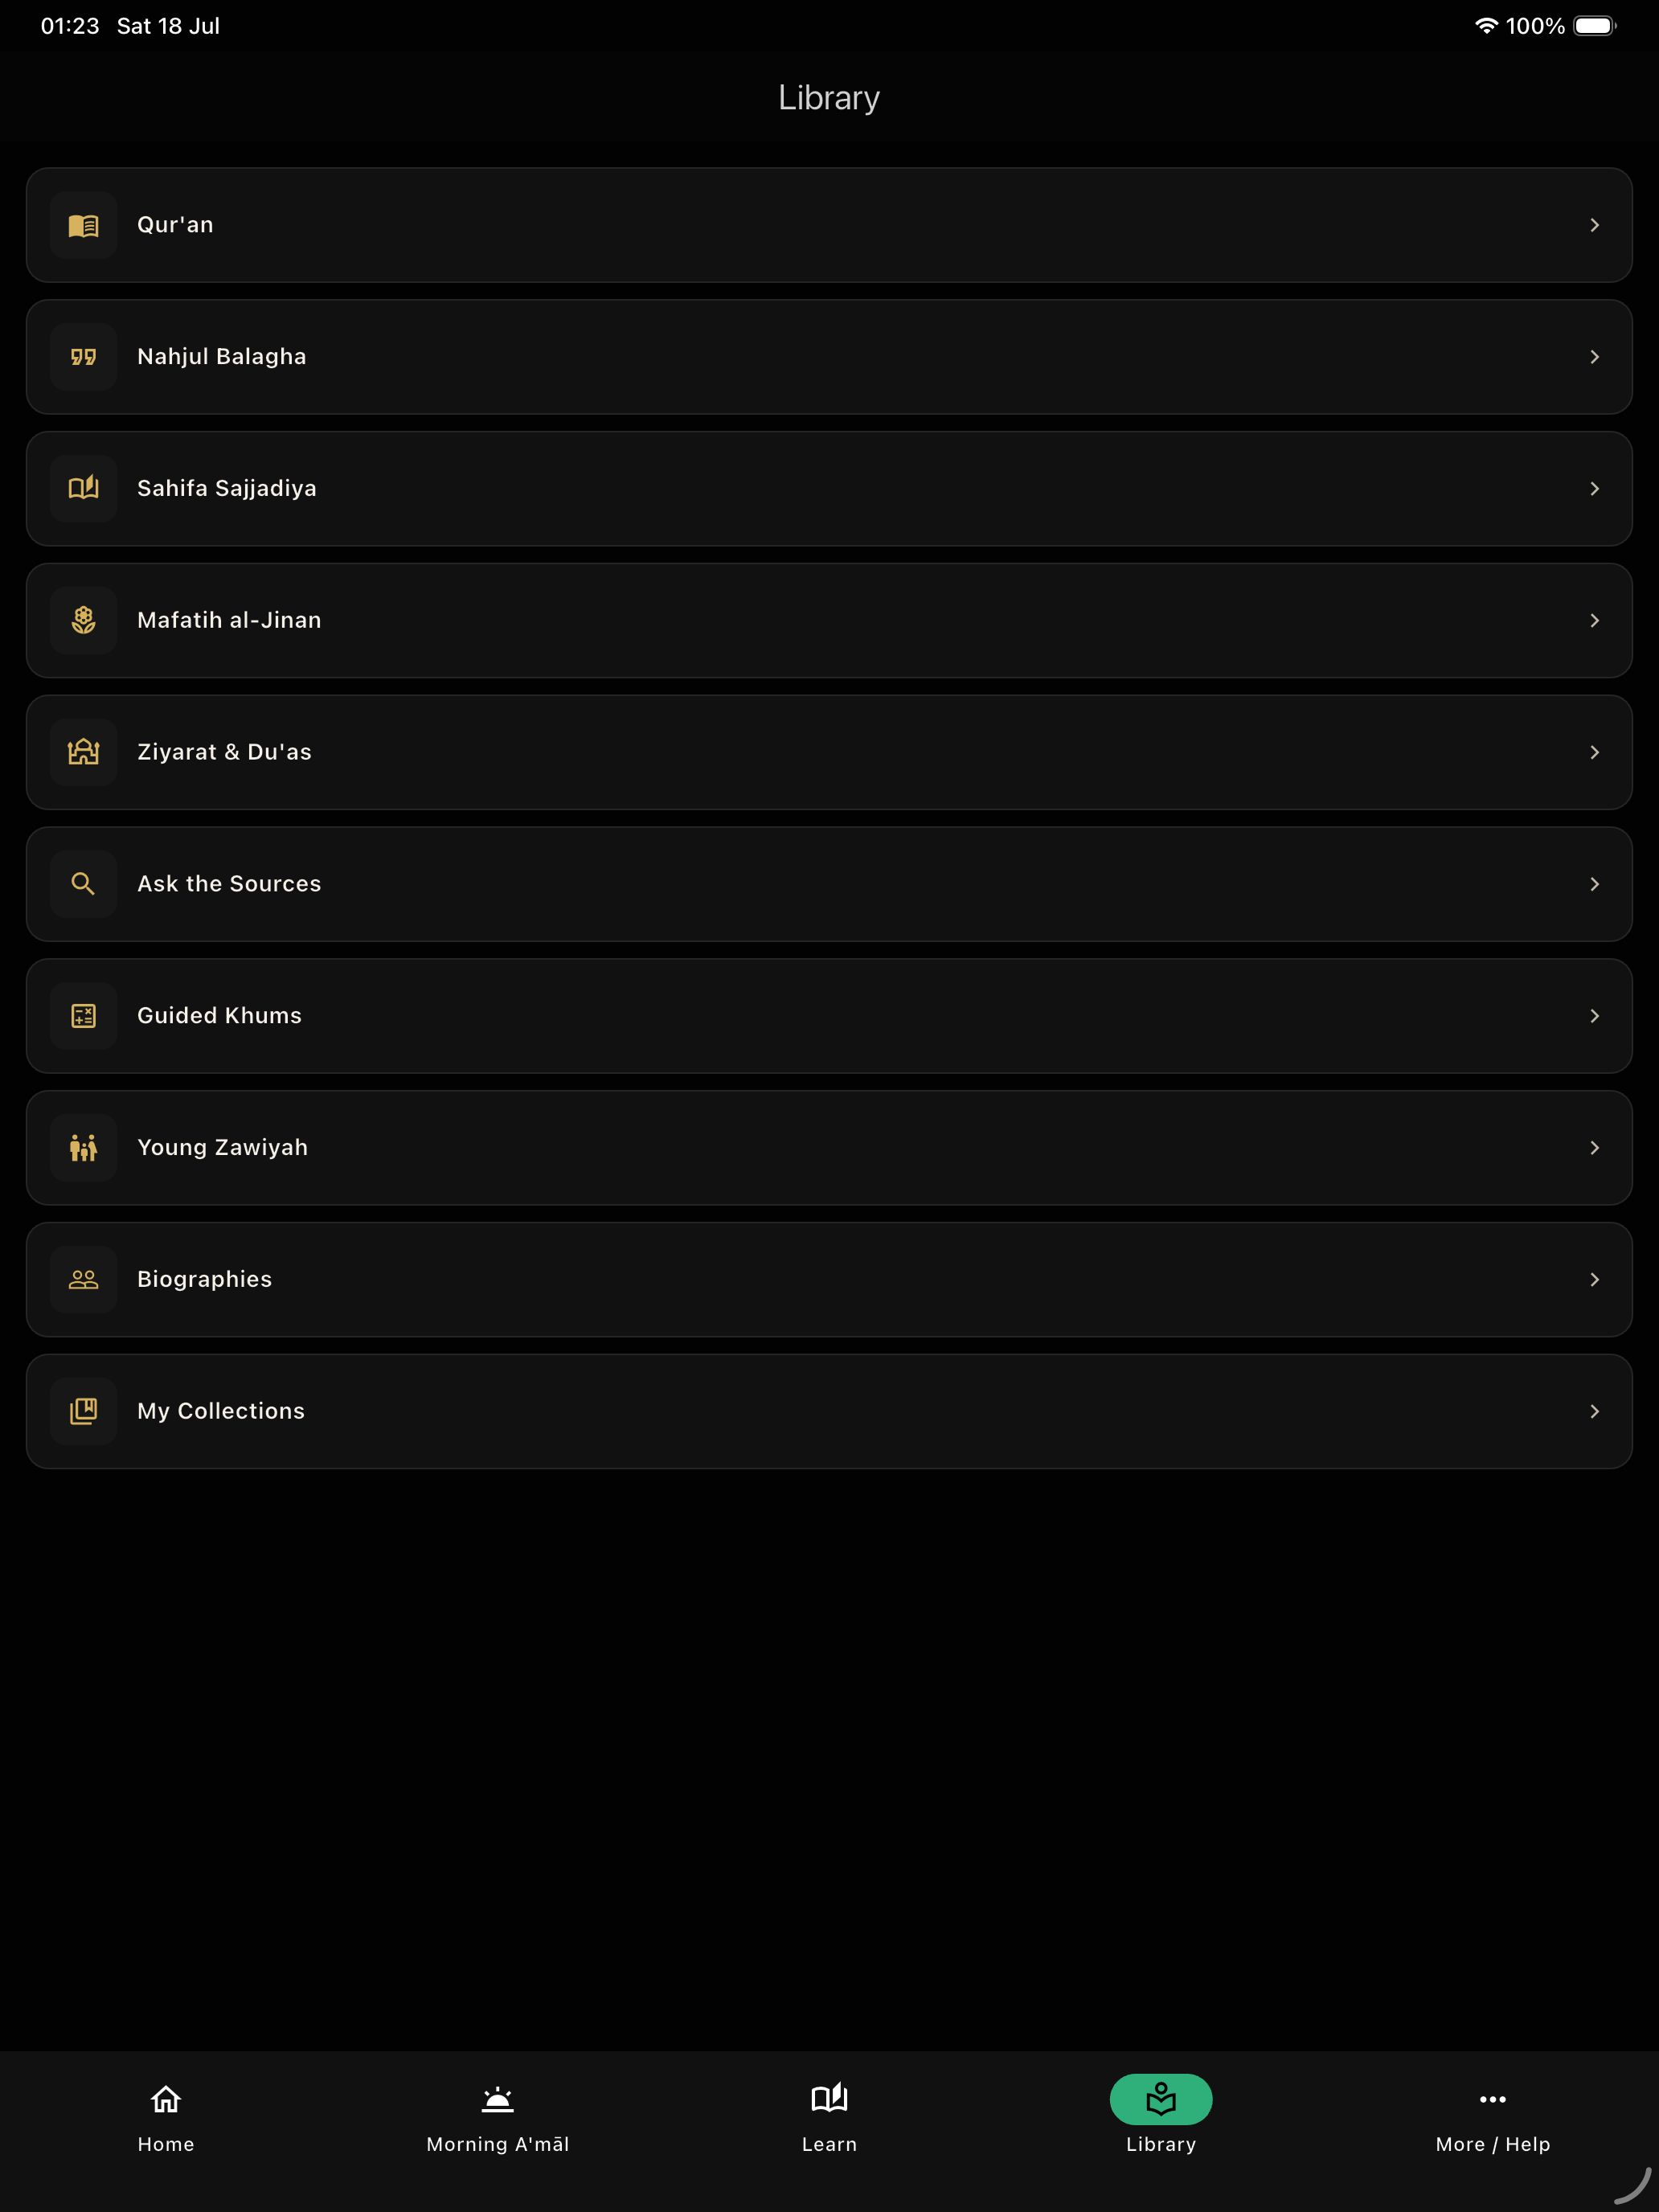 01:23 Sat 18 Jul
100%
Library
Qur'an
Nahjul Balagha
Sahifa Sajjadiya
Mafatih al-Jinan
Ziyarat & Du'as
Ask the Sources
Guided Khums
Young Zawiyah
Biographies
My Collections
Home
Morning A'māl
Learn
Library
More / Help